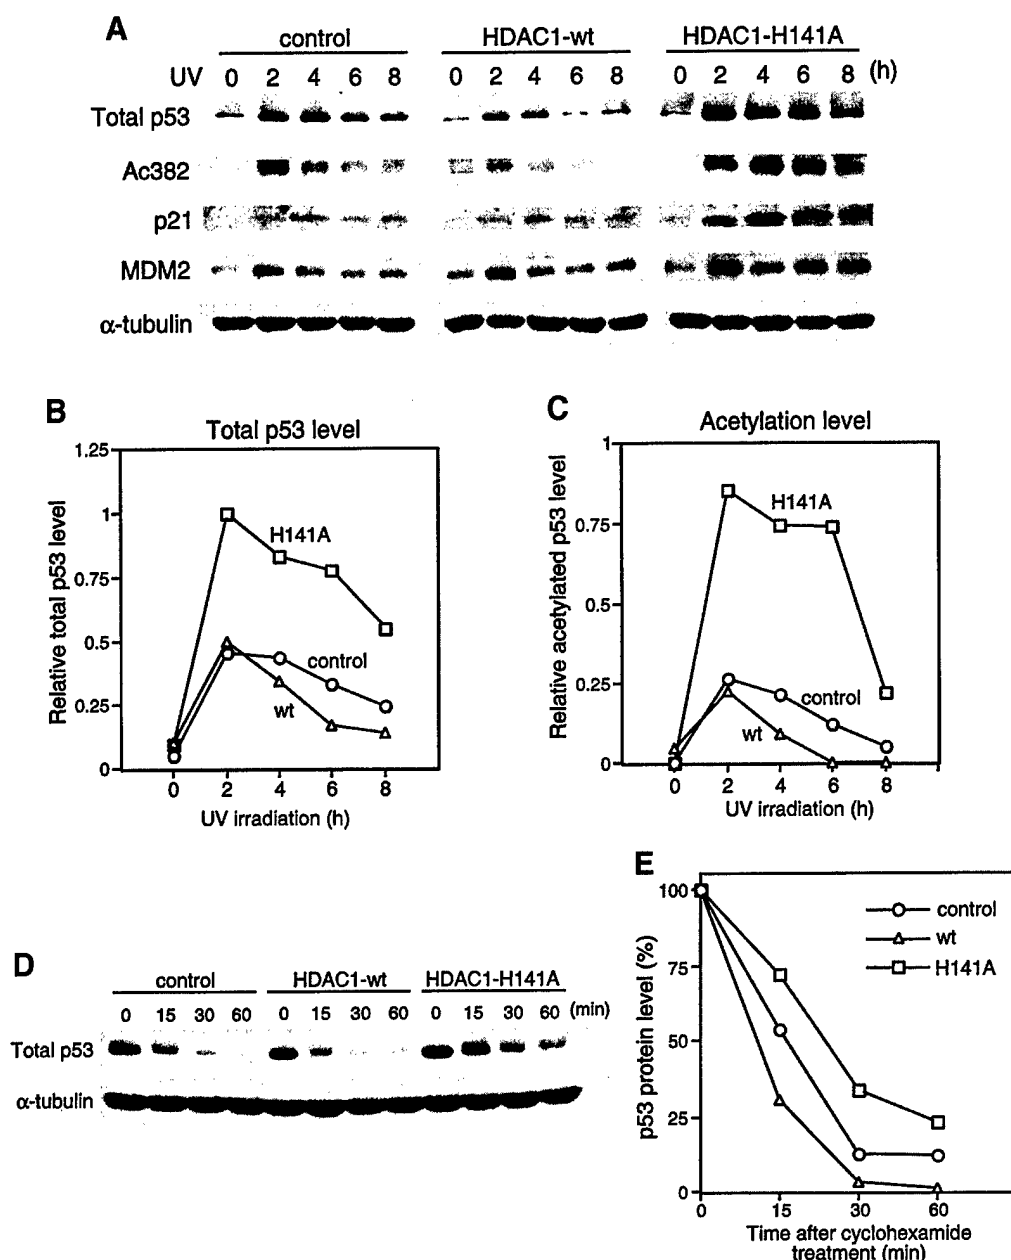 A
control HDAC1-wt HDAC1-H141A
UV 0 2 4 6 8 0 2 4 6 8 0 2 4 6 8 (h)
Total p53
Ac382
p21
MDM2
α-tubulin
B
Total p53 level
Relative total p53 level
1.25
1
0.75
0.5
0.25
0
H141A
control
wt
0 2 4 6 8
UV irradiation (h)
C
Acetylation level
Relative acetylated p53 level
1
0.75
0.5
0.25
0
H141A
control
wt
0 2 4 6 8
UV irradiation (h)
D
control HDAC1-wt HDAC1-H141A
0 15 30 60 0 15 30 60 0 15 30 60 (min)
Total p53
α-tubulin
E
p53 protein level (%)
100
75
50
25
0
control
wt
H141A
0 15 30 60
Time after cyclohexamide
treatment (min)